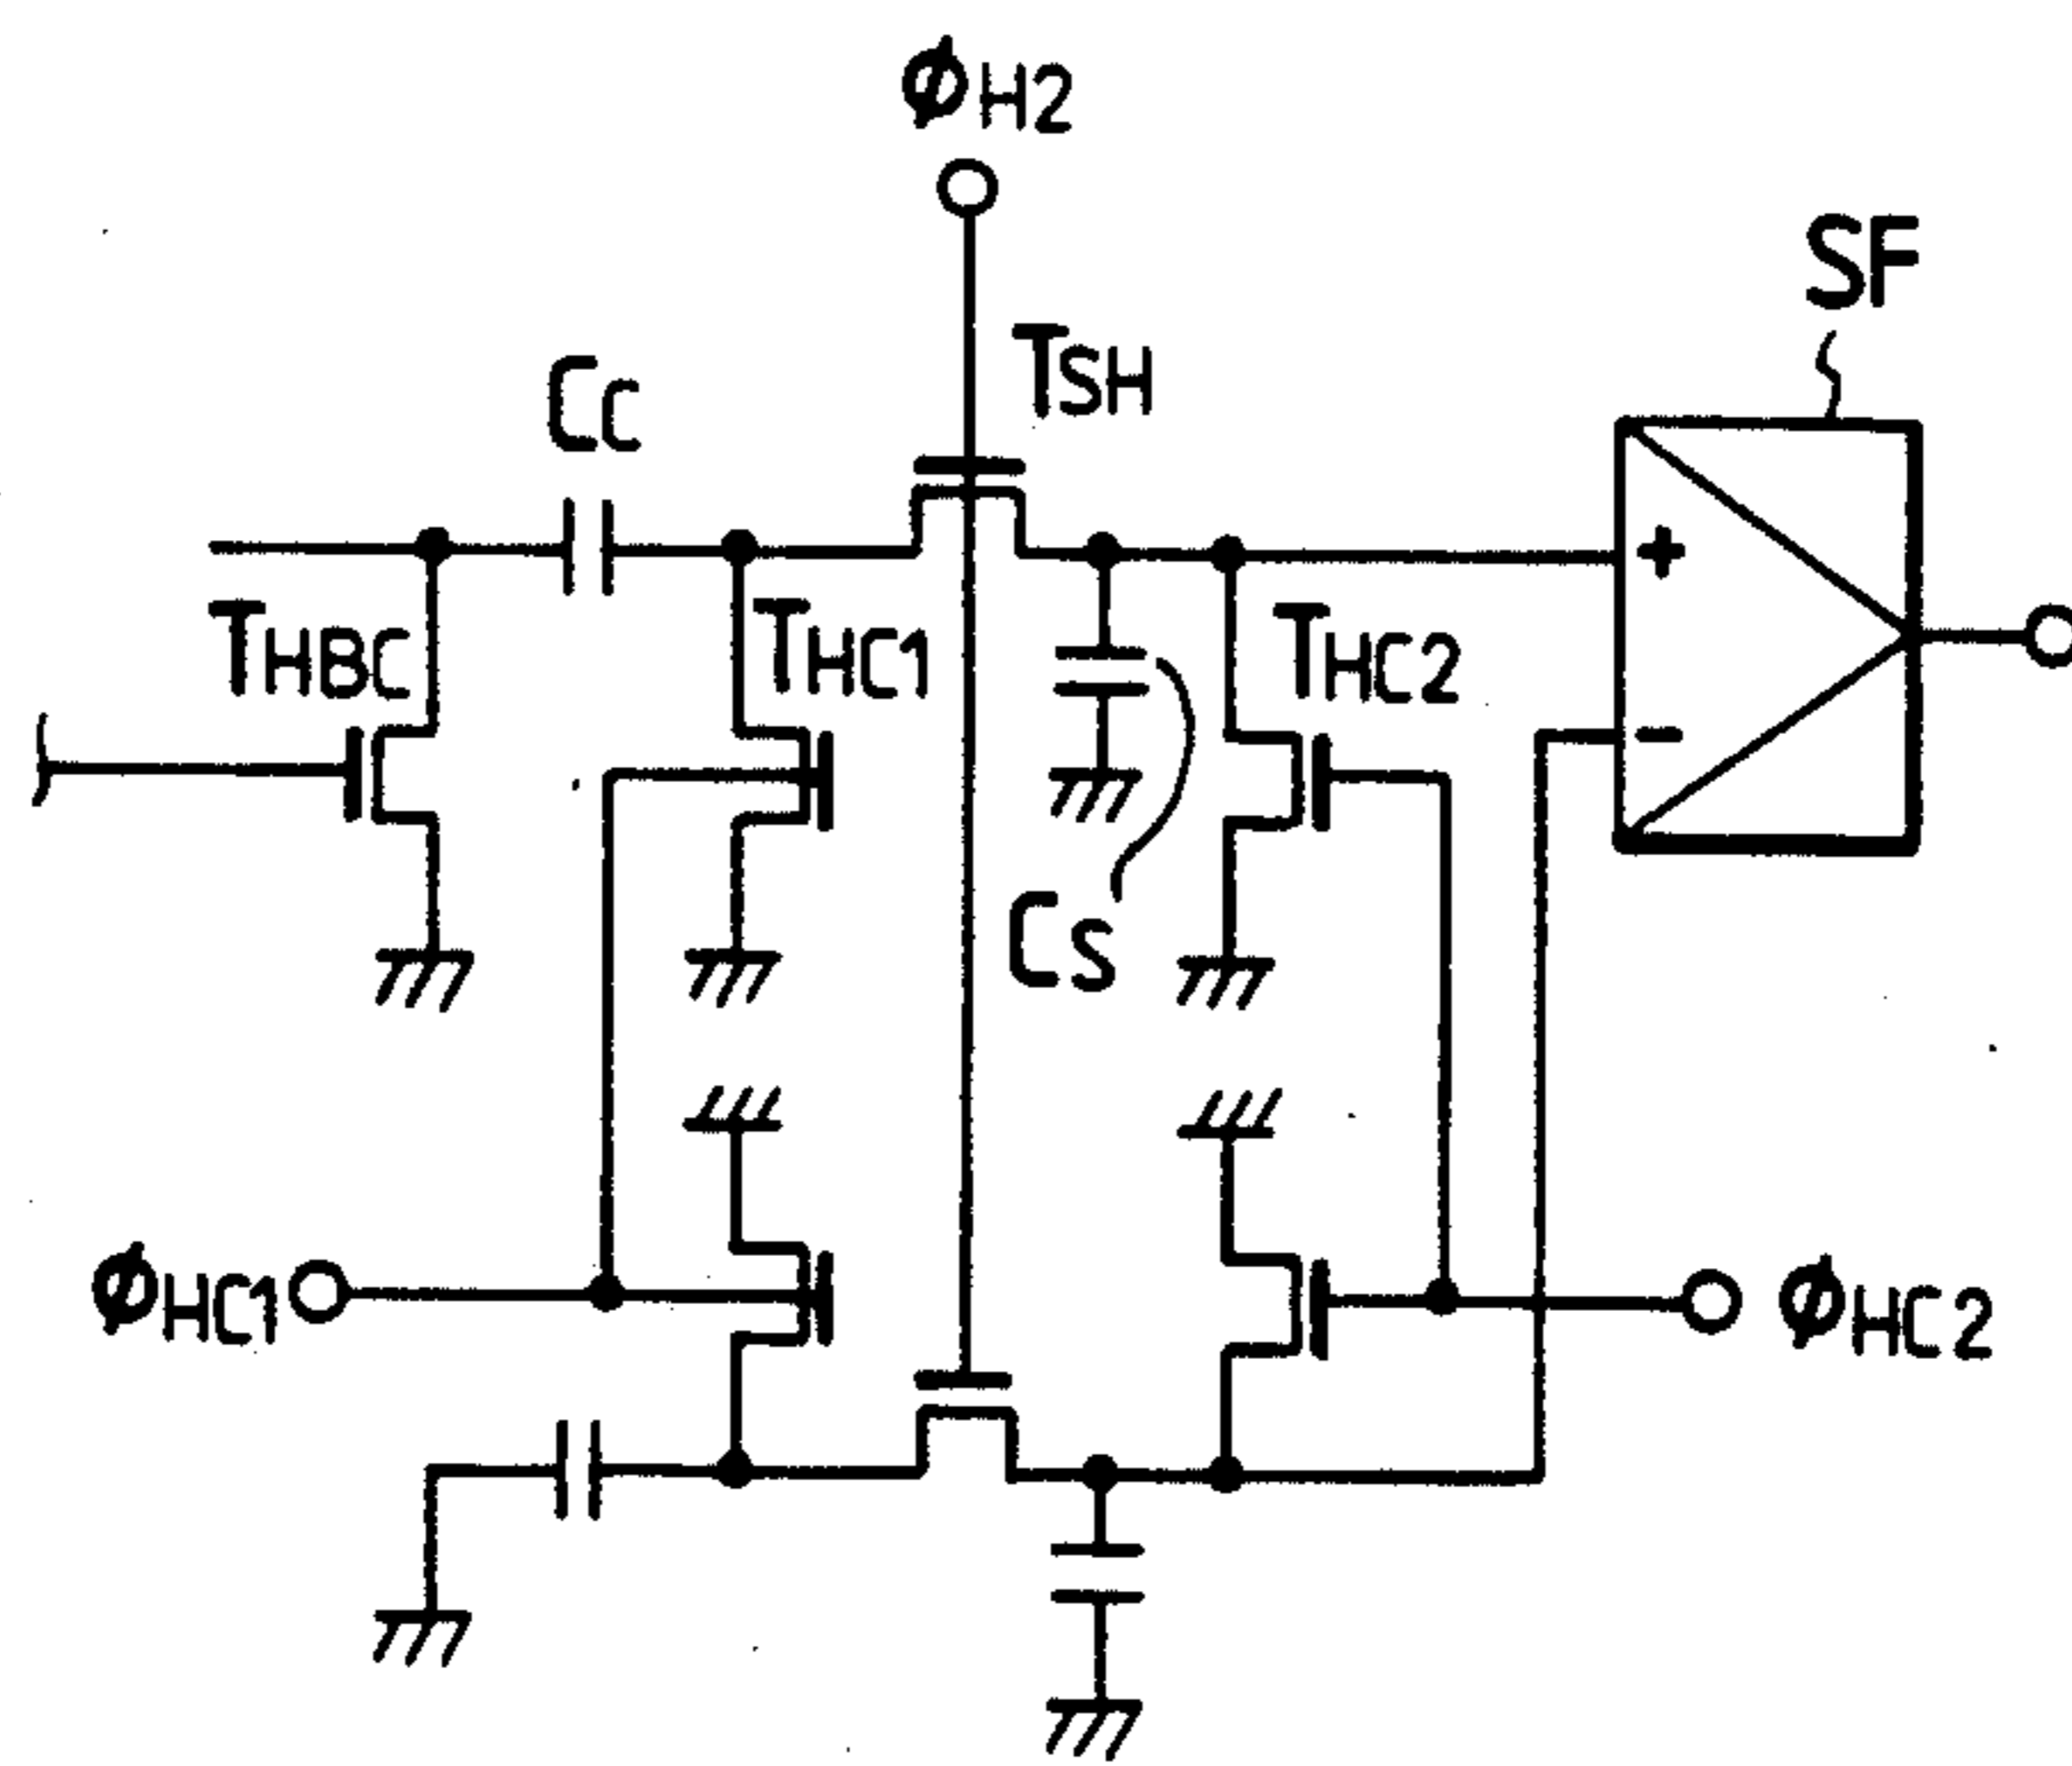 ϕH2
SF
TSH
CC
+
THBC
THC1
THC2
-
CS
ϕHC1
ϕHC2